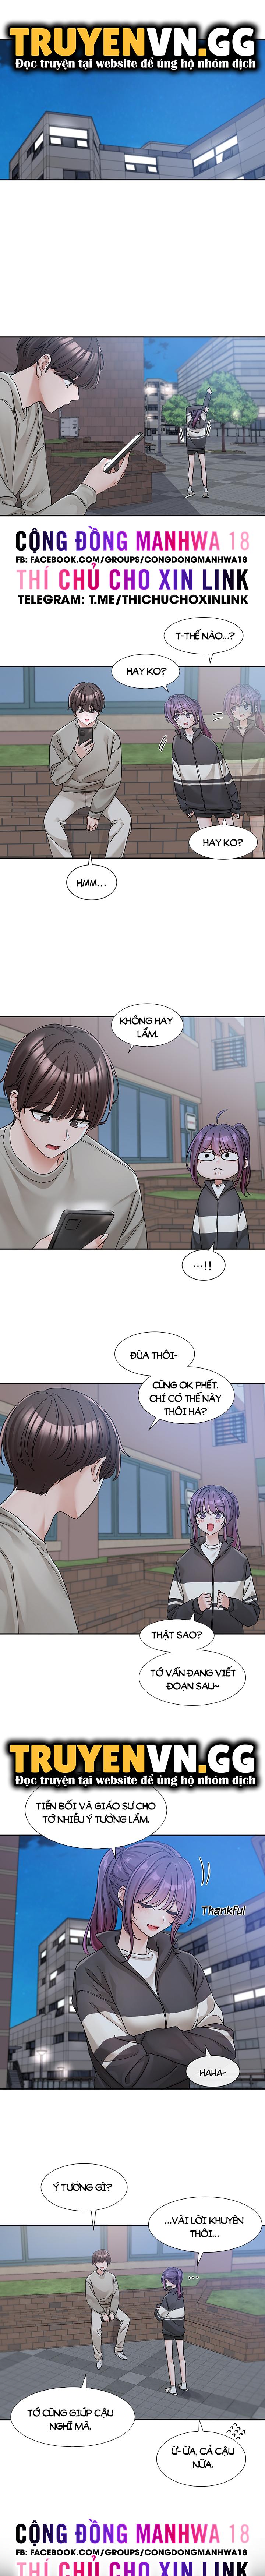 TRUYENVN.GG
Đọc truyện tại website để ủng hộ nhóm dịch
CỘNG ĐỒNG MANHWA 18
FB: FACEBOOK.COM/GROUPS/CONGDONGMANHWA18
THÍ CHỦ CHO XIN LINK
TELEGRAM: T.ME/THICHUCHOXINLINK
T-THẾ NÀO...?
HAY KO?
HAY KO?
HMM...
KHÔNG HAY
LẮM.
...!!
ĐÙA THÔI-
CŨNG OK PHẾT.
CHỈ CÓ THẾ NÀY
THÔI HẢ?
THẬT SAO?
TỚ VẪN ĐANG VIẾT
ĐOẠN SAU~
TRUYENVN.GG
Đọc truyện tại website để ủng hộ nhóm dịch
TIỀN BỐI VÀ GIÁO SƯ CHO
TỚ NHIỀU Ý TƯỞNG LẮM.
Thankful
HAHA-
Ý TƯỞNG GÌ?
...VÀI LỜI KHUYÊN
THÔI...
...
TỚ CŨNG GIÚP CẬU
NGHĨ MÀ.
Ừ- ỪA, CẢ CẬU
NỮA.
CỘNG ĐỒNG MANHWA 18
FB: FACEBOOK.COM/GROUPS/CONGDONGMANHWA18
THÍ CHỦ CHO XIN LINK